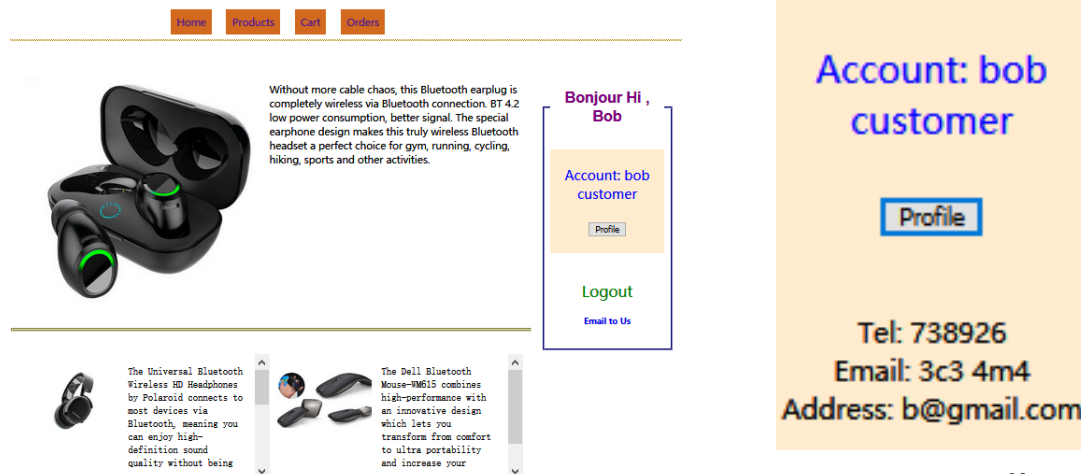 Home Products Cart Orders
Without more cable chaos, this Bluetooth earplug is
completely wireless via Bluetooth connection. BT 4.2
low power consumption, better signal. The special
earphone design makes this truly wireless Bluetooth
headset a perfect choice for gym, running, cycling,
hiking, sports and other activities.
Bonjour Hi ,
Bob
Account: bob
customer
Profile
Logout
Email to Us
The Universal Bluetooth
Wireless HD Headphones
by Polaroid connects to
most devices via
Bluetooth, meaning you
can enjoy high-
definition sound
quality without being
The Dell Bluetooth
Mouse-WM615 combines
high-performance with
an innovative design
which lets you
transform from comfort
to ultra portability
and increase your
Account: bob
customer
Profile
Tel: 738926
Email: 3c3 4m4
Address: b@gmail.com